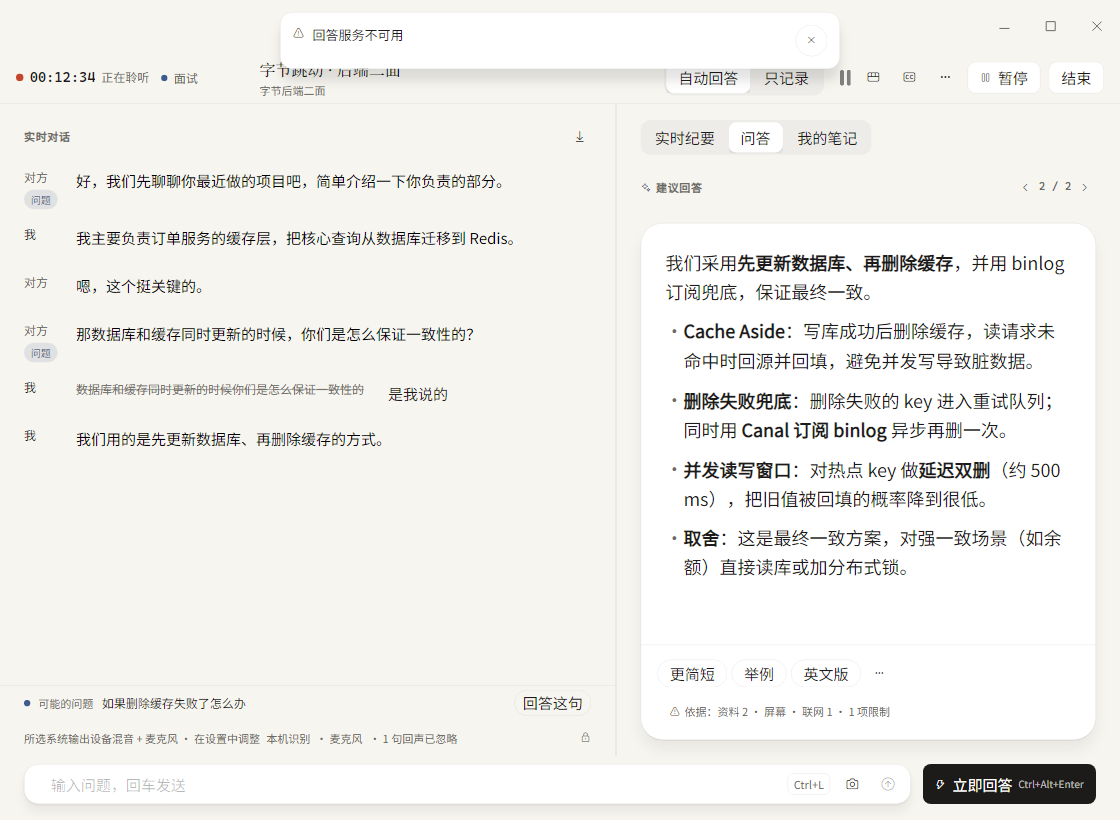 回答服务不可用
00:12:34 正在聆听 面试
字节跳动·后端二面
字节后端二面
自动回答 只记录
暂停 结束
实时对话
对方
问题
好，我们先聊聊你最近做的项目吧，简单介绍一下你负责的部分。
我
我主要负责订单服务的缓存层，把核心查询从数据库迁移到 Redis。
对方
嗯，这个挺关键的。
对方
问题
那数据库和缓存同时更新的时候，你们是怎么保证一致性的？
我
数据库和缓存同时更新的时候你们是怎么保证一致性的
是我说的
我
我们用的是先更新数据库、再删除缓存的方式。
可能的问题 如果删除缓存失败了怎么办
回答这句
所选系统输出设备混音 + 麦克风 · 在设置中调整 本机识别 · 麦克风 · 1 句回声已忽略
实时纪要 问答 我的笔记
建议回答
2 / 2
我们采用先更新数据库、再删除缓存，并用 binlog
订阅兜底，保证最终一致。
• Cache Aside：写库成功后删除缓存，读请求未
命中时回源并回填，避免并发写导致脏数据。
• 删除失败兜底：删除失败的 key 进入重试队列；
同时用 Canal 订阅 binlog 异步再删一次。
• 并发读写窗口：对热点 key 做延迟双删（约 500
ms），把旧值被回填的概率降到很低。
• 取舍：这是最终一致方案，对强一致场景（如余
额）直接读库或加分布式锁。
更简短 举例 英文版 ···
依据：资料 2 · 屏幕 · 联网 1 · 1 项限制
输入问题，回车发送
Ctrl+L
立即回答 Ctrl+Alt+Enter